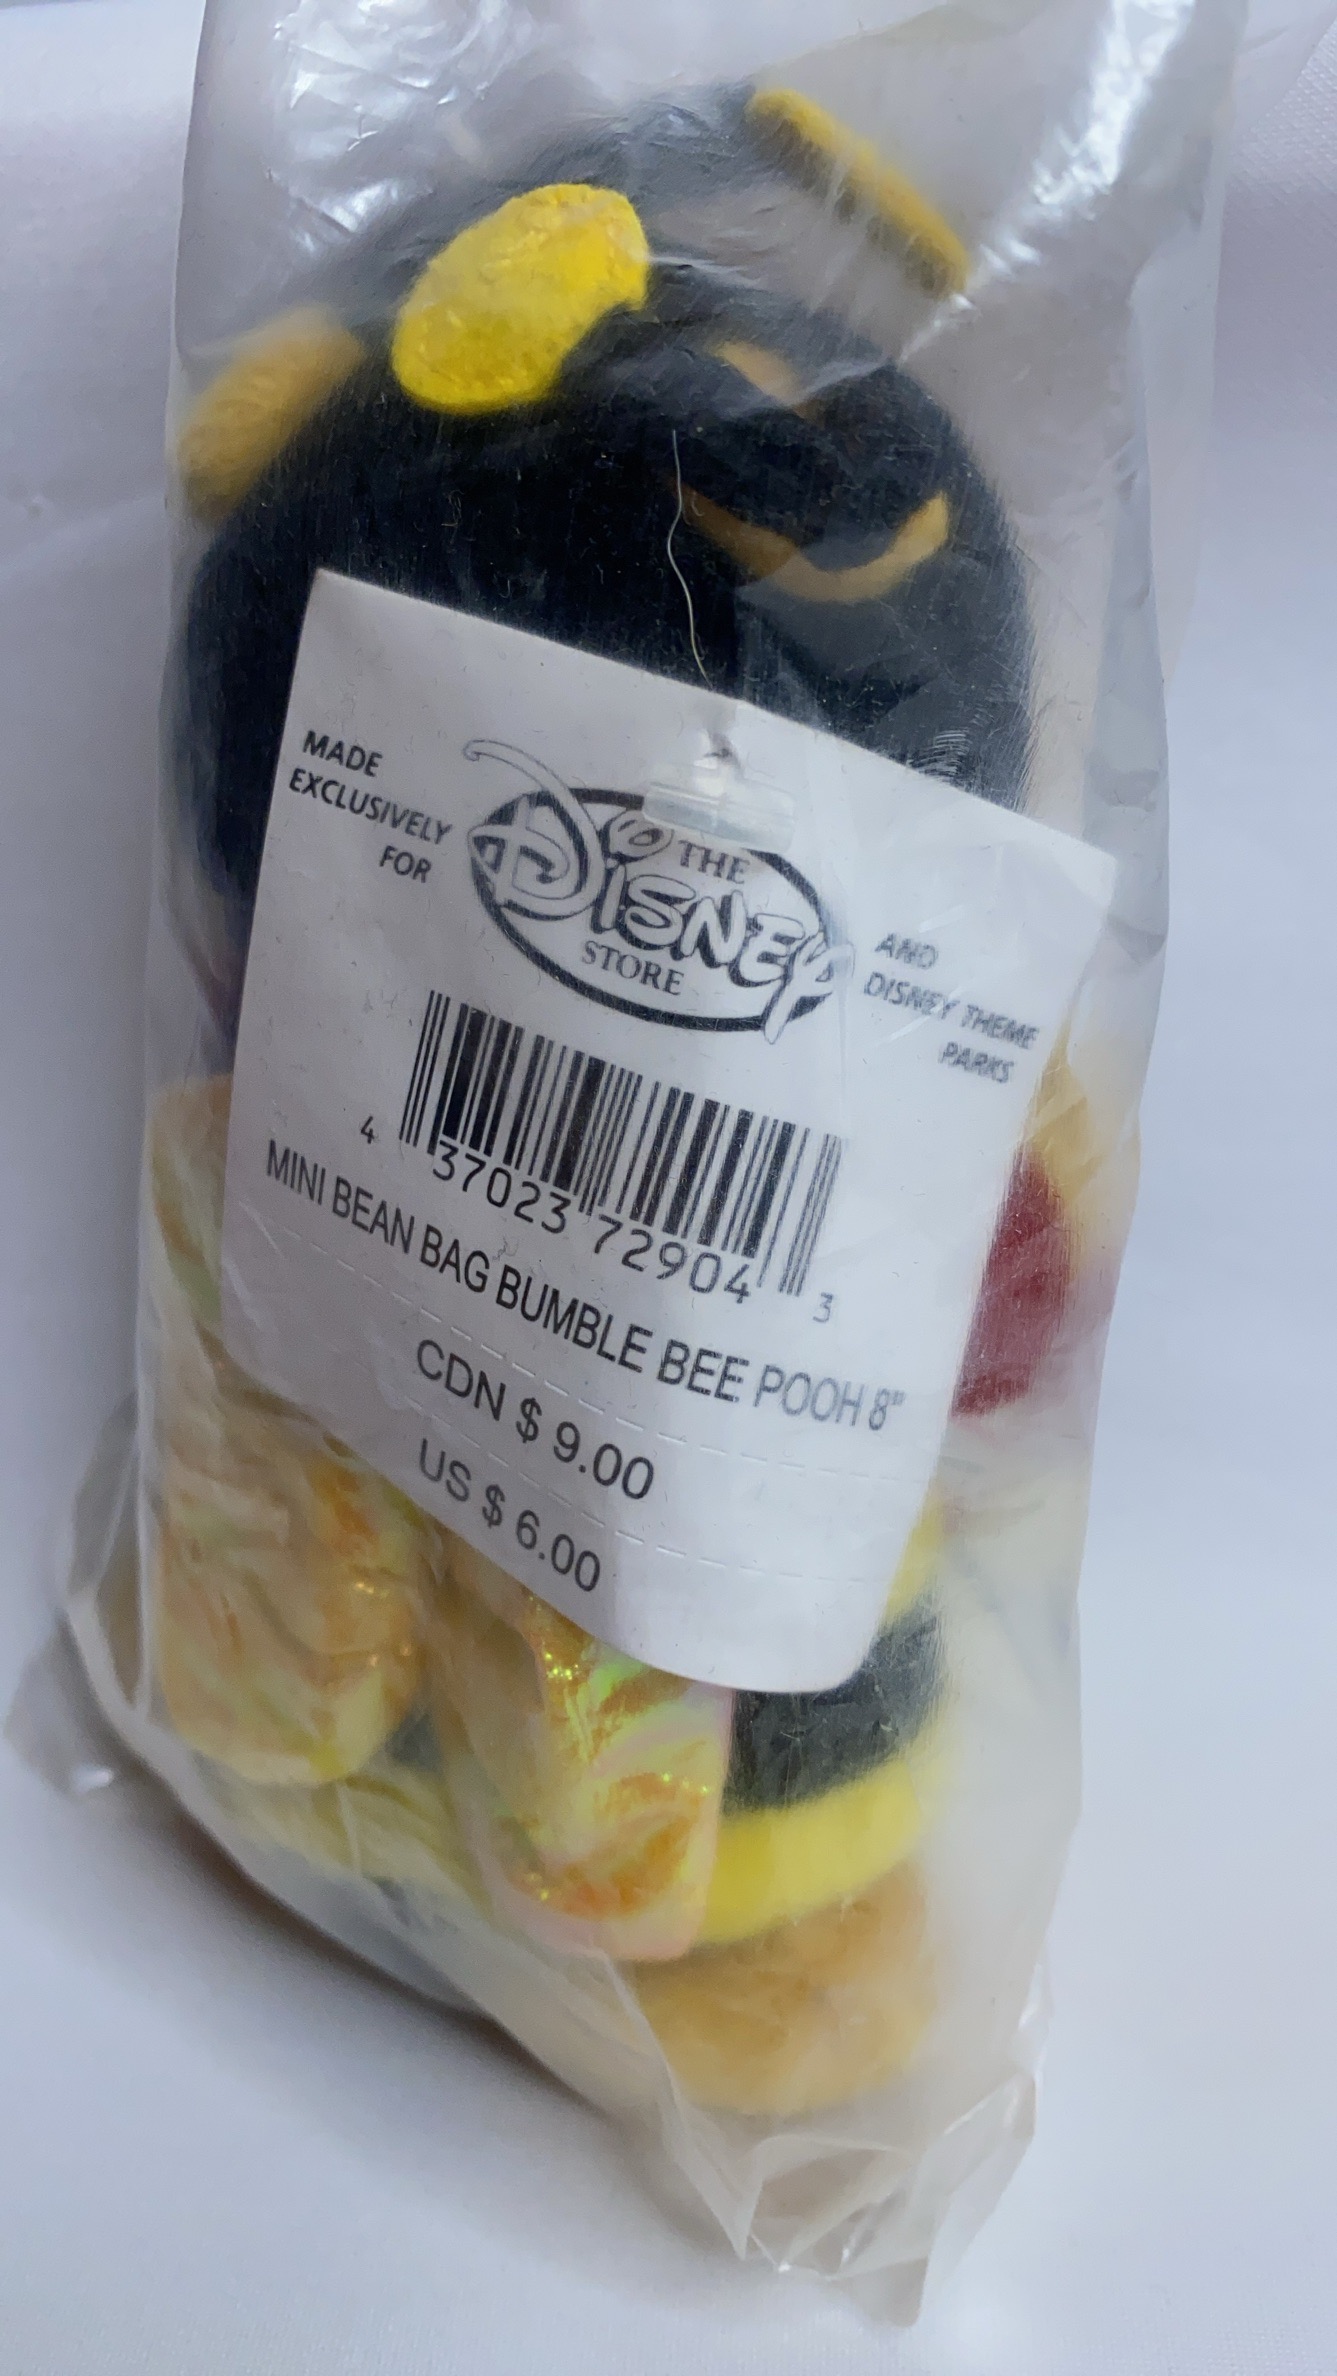 MADE
EXCLUSIVELY
FOR
THE
DISNEY
STORE
AND
DISNEY THEME
PARKS
4 37023 72904 3
MINI BEAN BAG BUMBLE BEE POOH 8"
CDN $ 9.00
US $ 6.00